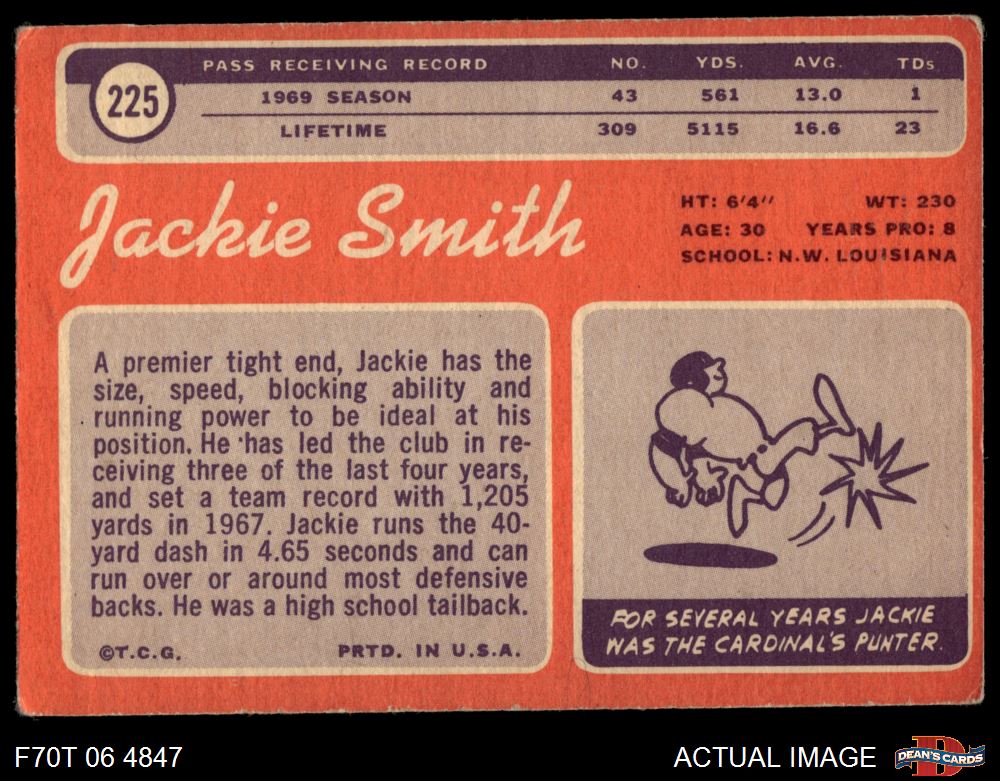 225
PASS RECEIVING RECORD NO. YDS. AVG. TDs
1969 SEASON 43 561 13.0 1
LIFETIME 309 5115 16.6 23
Jackie Smith
HT: 6'4" WT: 230
AGE: 30 YEARS PRO: 8
SCHOOL: N.W. LOUISIANA
A premier tight end, Jackie has the
size, speed, blocking ability and
running power to be ideal at his
position. He has led the club in re-
ceiving three of the last four years,
and set a team record with 1,205
yards in 1967. Jackie runs the 40-
yard dash in 4.65 seconds and can
run over or around most defensive
backs. He was a high school tailback.
©T.C.G. PRTD. IN U.S.A.
FOR SEVERAL YEARS JACKIE
WAS THE CARDINAL'S PUNTER.
F70T 06 4847
ACTUAL IMAGE
D
DEAN'S CARDS